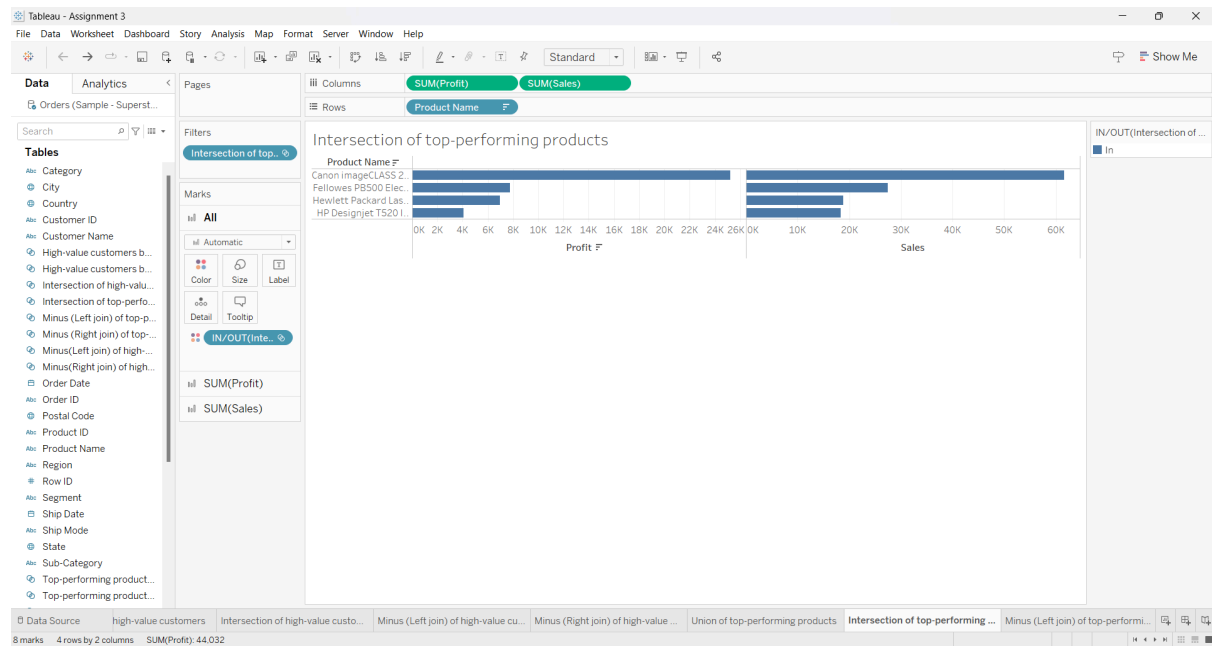 Tableau - Assignment 3
File Data Worksheet Dashboard Story Analysis Map Format Server Window Help
Standard
Show Me
Data Analytics
Orders (Sample - Superst...
Search
Tables
Abc Category
City
Country
Abc Customer ID
Abc Customer Name
High-value customers b...
High-value customers b...
Intersection of high-valu...
Intersection of top-perfo...
Minus (Left join) of top-p...
Minus (Right join) of top-...
Minus(Left join) of high-...
Minus(Right join) of high...
Order Date
Abc Order ID
Postal Code
Abc Product ID
Abc Product Name
Abc Region
# Row ID
Abc Segment
Ship Date
Abc Ship Mode
State
Abc Sub-Category
Top-performing product...
Top-performing product...
Pages
Filters
Intersection of top..
Marks
All
Automatic
Color Size Label
Detail Tooltip
IN/OUT(Inte..
SUM(Profit)
SUM(Sales)
Columns SUM(Profit) SUM(Sales)
Rows Product Name
Intersection of top-performing products
Product Name
Canon imageCLASS 2..
Fellowes PB500 Elec..
Hewlett Packard Las..
HP Designjet T520 I..
0K 2K 4K 6K 8K 10K 12K 14K 16K 18K 20K 22K 24K 26K 0K 10K 20K 30K 40K 50K 60K
Profit Sales
IN/OUT(Intersection of ...
In
Data Source high-value customers Intersection of high-value custo... Minus (Left join) of high-value cu... Minus (Right join) of high-value ... Union of top-performing products Intersection of top-performing ... Minus (Left join) of top-performi...
8 marks 4 rows by 2 columns SUM(Profit): 44,032